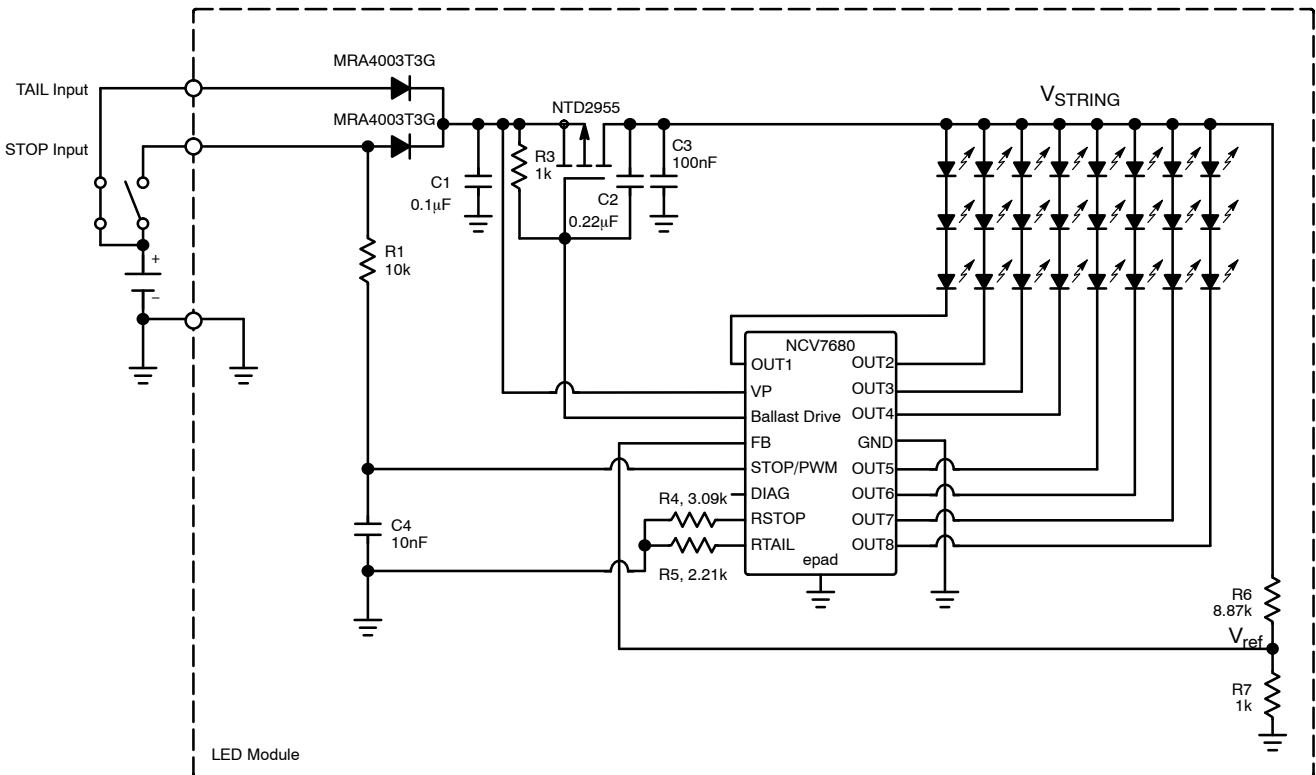 MRA4003T3G
TAIL Input
MRA4003T3G
STOP Input
NTD2955
VSTRING
R3
1k
C3
100nF
C1
0.1μF
C2
0.22μF
R1
10k
+
–
NCV7680
OUT1
OUT2
VP
OUT3
Ballast Drive
OUT4
FB
GND
STOP/PWM
OUT5
DIAG
OUT6
R4, 3.09k
RSTOP
OUT7
RTAIL
OUT8
R5, 2.21k
epad
C4
10nF
R6
8.87k
Vref
R7
1k
LED Module